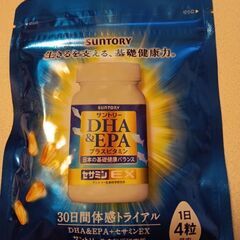 SUNTORY
生きるを支える、基礎健康力。
SUNTORY
サントリー
DHA
&EPA
プラスビタミン
日本の基礎健康バランス
セサミンEX
30日間体感トライアル
1日
4粒
DHA&EPA+セサミンEX